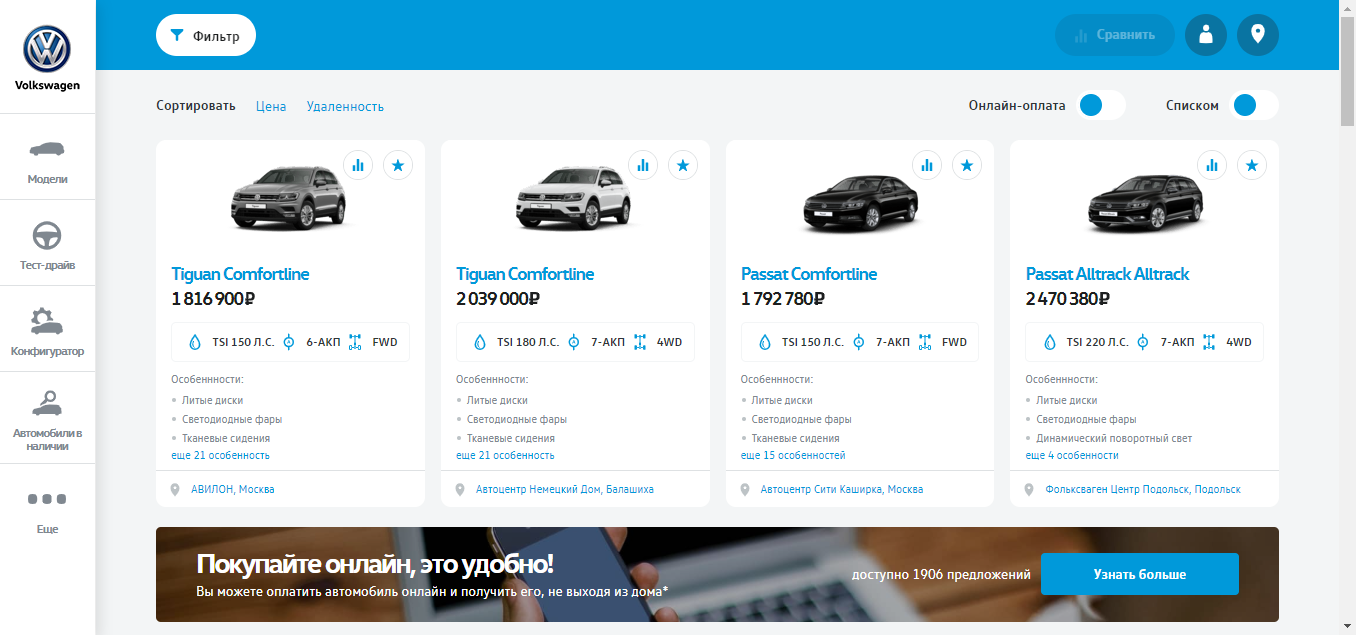 Volkswagen
Модели
Тест-драйв
Конфигуратор
Автомобили в
наличии
Еще
Фильтр
Сравнить
Сортировать Цена Удаленность
Онлайн-оплата
Списком
Tiguan Comfortline
1 816 900₽
TSI 150 Л.С. 6-АКП FWD
Особеннности:
Литые диски
Светодиодные фары
Тканевые сидения
еще 21 особенность
АВИЛОН, Москва
Tiguan Comfortline
2 039 000₽
TSI 180 Л.С. 7-АКП 4WD
Особеннности:
Литые диски
Светодиодные фары
Тканевые сидения
еще 21 особенность
Автоцентр Немецкий Дом, Балашиха
Passat Comfortline
1 792 780₽
TSI 150 Л.С. 7-АКП FWD
Особеннности:
Литые диски
Светодиодные фары
Тканевые сидения
еще 15 особенностей
Автоцентр Сити Каширка, Москва
Passat Alltrack Alltrack
2 470 380₽
TSI 220 Л.С. 7-АКП 4WD
Особеннности:
Литые диски
Светодиодные фары
Динамический поворотный свет
еще 4 особенности
Фольксваген Центр Подольск, Подольск
Покупайте онлайн, это удобно!
Вы можете оплатить автомобиль онлайн и получить его, не выходя из дома*
доступно 1906 предложений
Узнать больше